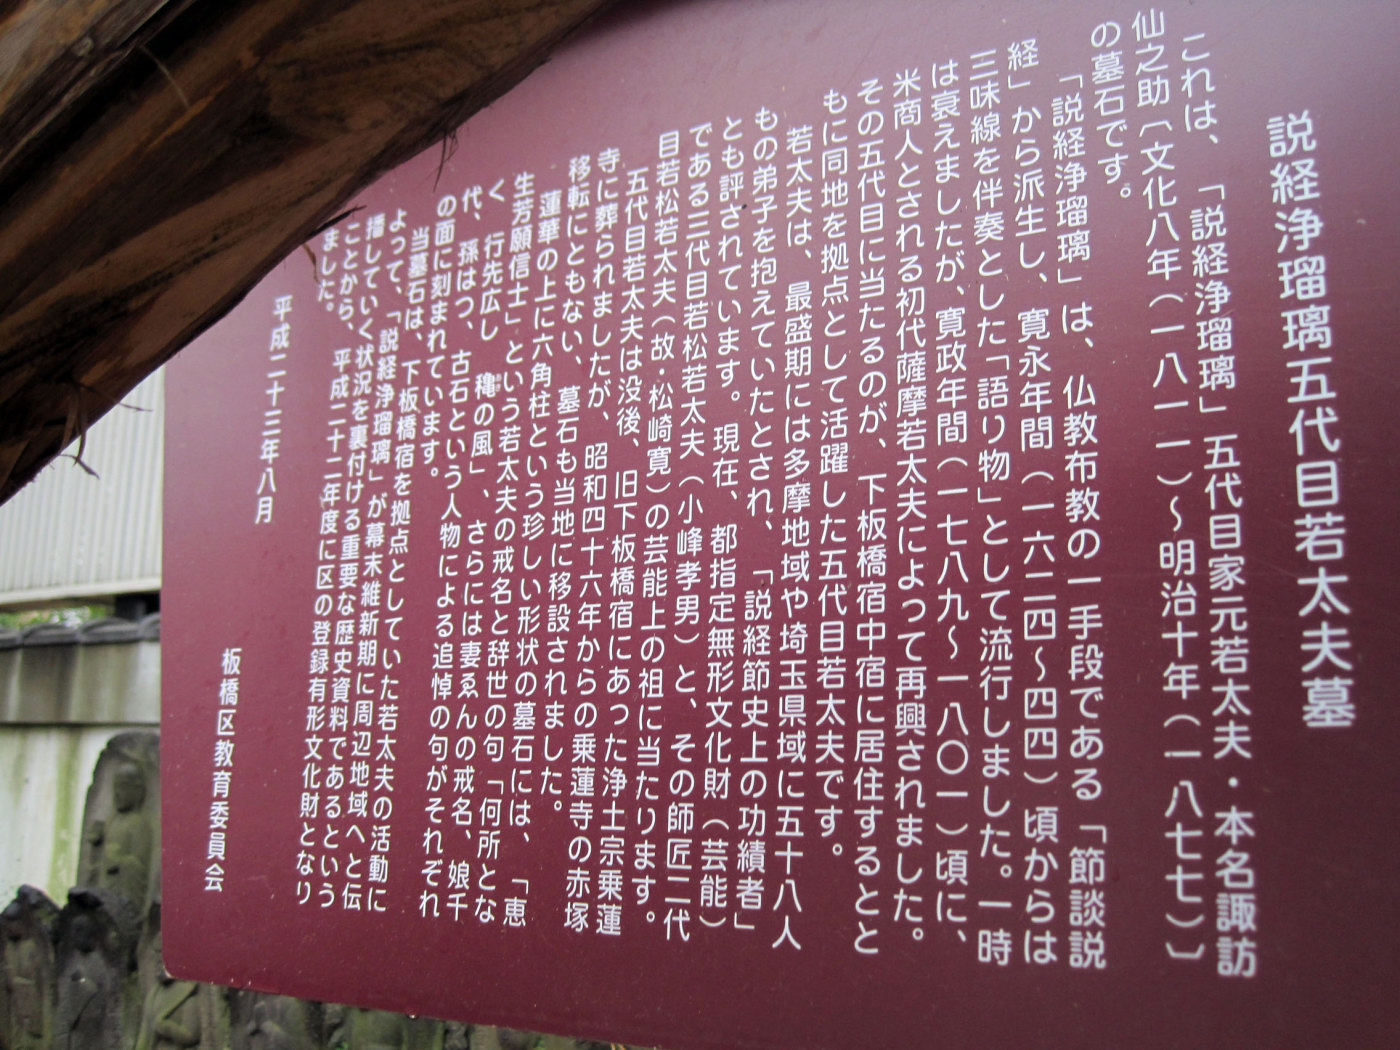 説経浄瑠璃五代目若太夫墓
これは、「説経浄瑠璃」五代目家元若太夫・本名諏訪
仙之助〔文化八年（一八一一）～明治十年（一八七七）〕
の墓石です。
「説経浄瑠璃」は、仏教布教の一手段である「節談説
経」から派生し、寛永年間（一六二四～四四）頃からは
三味線を伴奏とした「語り物」として流行しました。一時
は衰えましたが、寛政年間（一七八九～一八〇一）頃に、
米商人とされる初代薩摩若太夫によって再興されました。
その五代目に当たるのが、下板橋宿中宿に居住するとと
もに同地を拠点として活躍した五代目若太夫です。
若太夫は、最盛期には多摩地域や埼玉県域に五十八人
もの弟子を抱えていたとされ、「説経節史上の功績者」
とも評されています。現在、都指定無形文化財（芸能）
である三代目若松若太夫（小峰孝男）と、その師匠二代
目若松若太夫（故・松崎寛）の芸能上の祖に当たります。
五代目若太夫は没後、旧下板橋宿にあった浄土宗乗蓮
寺に葬られましたが、昭和四十六年からの乗蓮寺の赤塚
移転にともない、墓石も当地に移設されました。
蓮華の上に六角柱という珍しい形状の墓石には、「恵
生芳願信士」という若太夫の戒名と辞世の句「何所とな
く　行先広し　穐の風」、さらには妻ゑんの戒名、娘千
代、孫はつ、古石という人物による追悼の句がそれぞれ
の面に刻まれています。
当墓石は、下板橋宿を拠点としていた若太夫の活動に
よって、「説経浄瑠璃」が幕末維新期に周辺地域へと伝
播していく状況を裏付ける重要な歴史資料であるという
ことから、平成二十二年度に区の登録有形文化財となり
ました。
平成二十三年八月
板橋区教育委員会